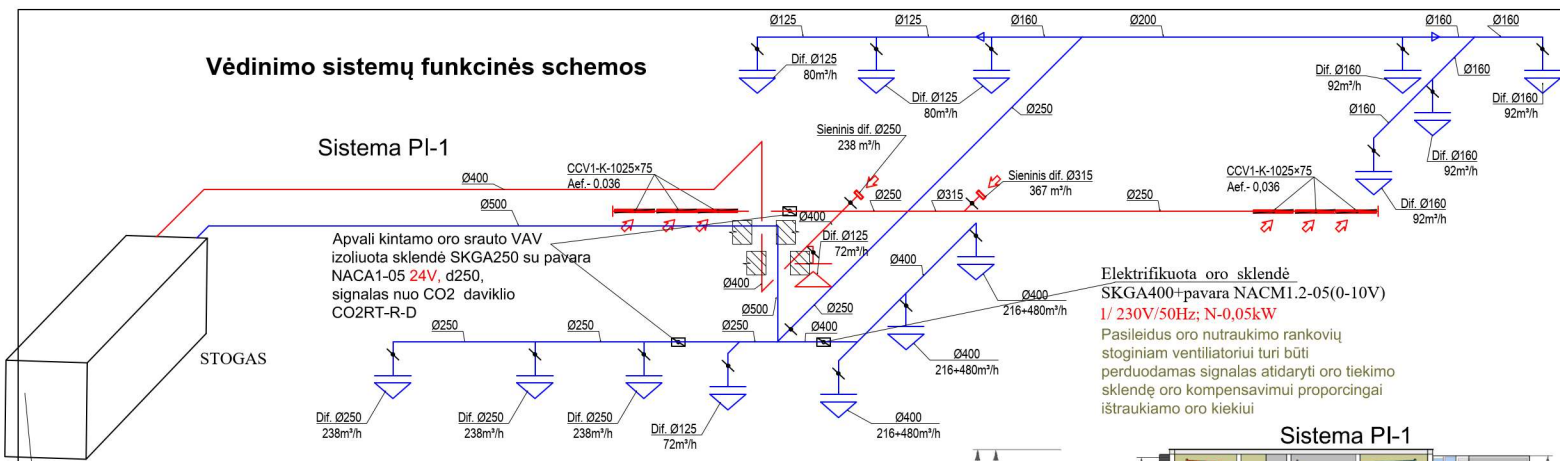 Ø125
Ø125
Ø160
Ø200
Ø160
Ø160
Vėdinimo sistemų funkcinės schemos
Dif. Ø125
80m³/h
Dif. Ø125
80m³/h
Dif. Ø160
92m³/h
Ø160
Dif. Ø160
92m³/h
Ø250
Ø160
Sistema PI-1
Sieninis dif. Ø250
238 m³/h
Dif. Ø160
92m³/h
CCV1-K-1025×75
Aef.- 0,036
Sieninis dif. Ø315
367 m³/h
CCV1-K-1025×75
Aef.- 0,036
Ø400
Ø250
Ø315
Ø250
Dif. Ø160
92m³/h
Ø500
Ø400
Apvali kintamo oro srauto VAV
izoliuota sklendė SKGA250 su pavara
NACA1-05 24V, d250,
signalas nuo CO2 daviklio
CO2RT-R-D
Dif. Ø125
72m³/h
Ø400
Ø400
Ø400
216+480m³/h
Ø500
Ø250
Elektrifikuota oro sklendė
SKGA400+pavara NACM1.2-05(0-10V)
1/ 230V/50Hz; N-0,05kW
Pasileidus oro nutraukimo rankovių
stoginiam ventiliatoriui turi būti
perduodamas signalas atidaryti oro tiekimo
sklendę oro kompensavimui proporcingai
ištraukiamo oro kiekiui
Ø250
Ø250
Ø250
Ø400
STOGAS
Ø400
216+480m³/h
Dif. Ø250
238m³/h
Dif. Ø250
238m³/h
Dif. Ø250
238m³/h
Dif. Ø125
72m³/h
Ø400
216+480m³/h
Sistema PI-1